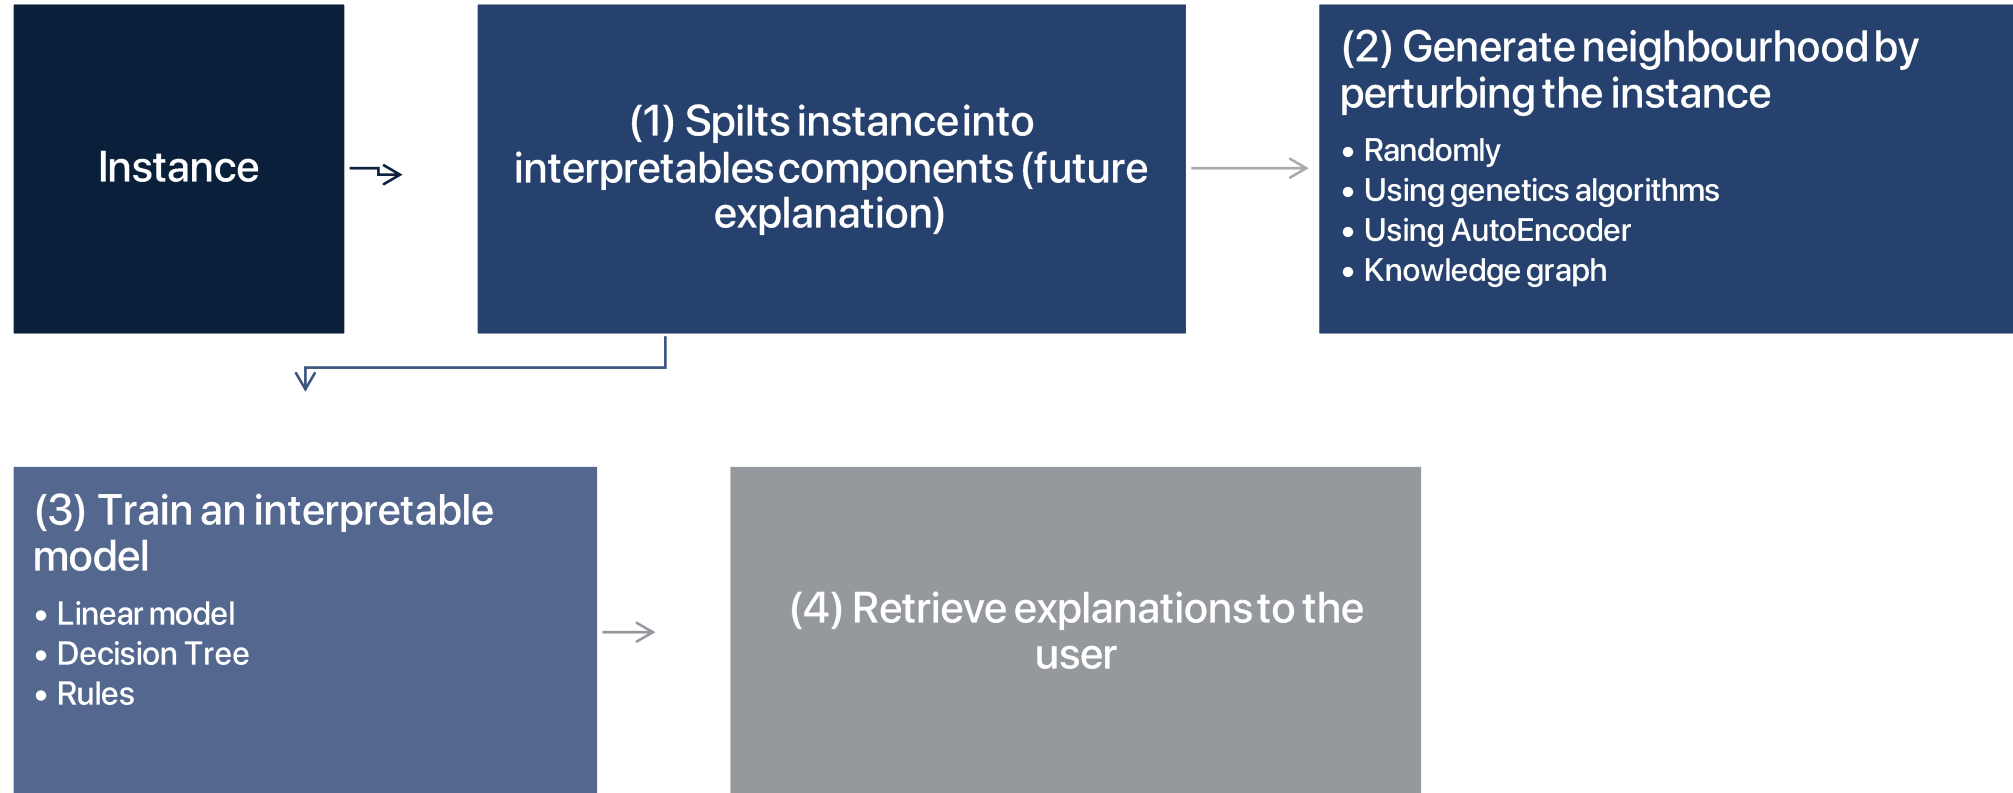 Instance
(1) Spilts instance into
interpretables components (future
explanation)
(2) Generate neighbourhood by
perturbing the instance
• Randomly
• Using genetics algorithms
• Using AutoEncoder
• Knowledge graph
(3) Train an interpretable
model
• Linear model
• Decision Tree
• Rules
(4) Retrieve explanations to the
user